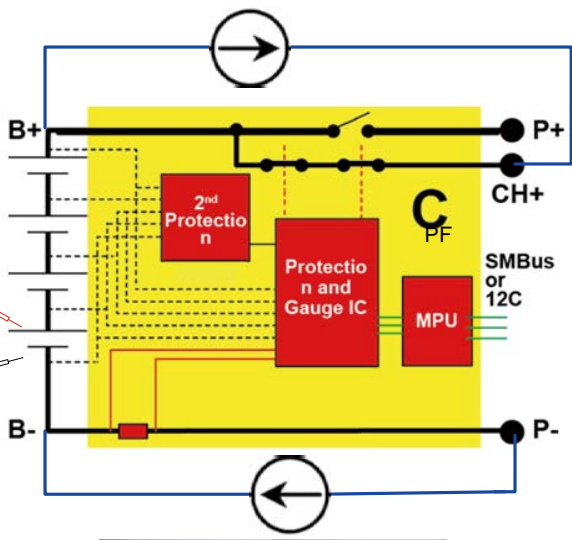 B+
P+
CH+
2nd
Protectio
n
C
PF
SMBus
or
12C
Protectio
n and
Gauge IC
MPU
B-
P-